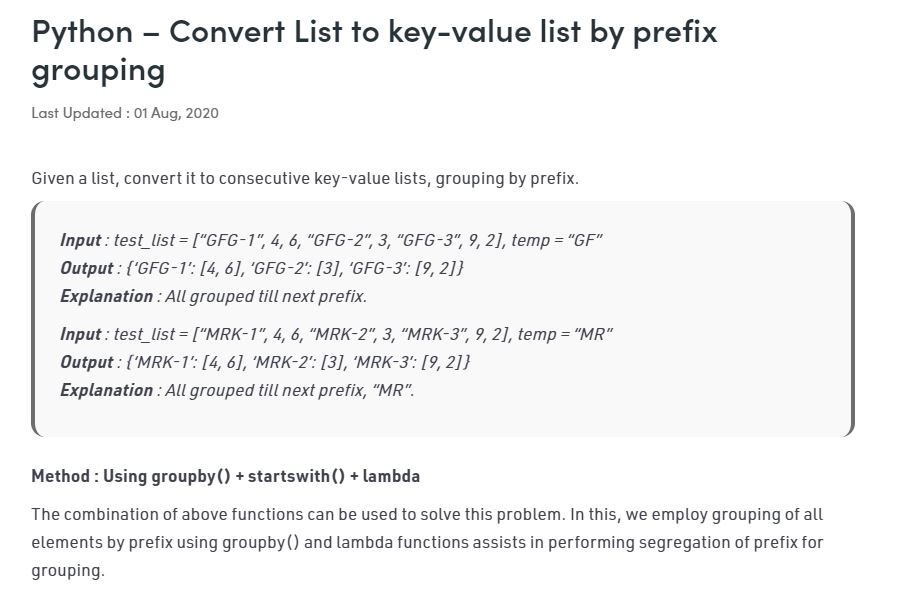 Python – Convert List to key-value list by prefix
grouping
Last Updated : 01 Aug, 2020
Given a list, convert it to consecutive key-value lists, grouping by prefix.
Input : test_list = [“GFG-1”, 4, 6, “GFG-2”, 3, “GFG-3”, 9, 2], temp = “GF”
Output : {‘GFG-1’: [4, 6], ‘GFG-2’: [3], ‘GFG-3’: [9, 2]}
Explanation : All grouped till next prefix.
Input : test_list = [“MRK-1”, 4, 6, “MRK-2”, 3, “MRK-3”, 9, 2], temp = “MR”
Output : {‘MRK-1’: [4, 6], ‘MRK-2’: [3], ‘MRK-3’: [9, 2]}
Explanation : All grouped till next prefix, “MR”.
Method : Using groupby() + startswith() + lambda
The combination of above functions can be used to solve this problem. In this, we employ grouping of all
elements by prefix using groupby() and lambda functions assists in performing segregation of prefix for
grouping.